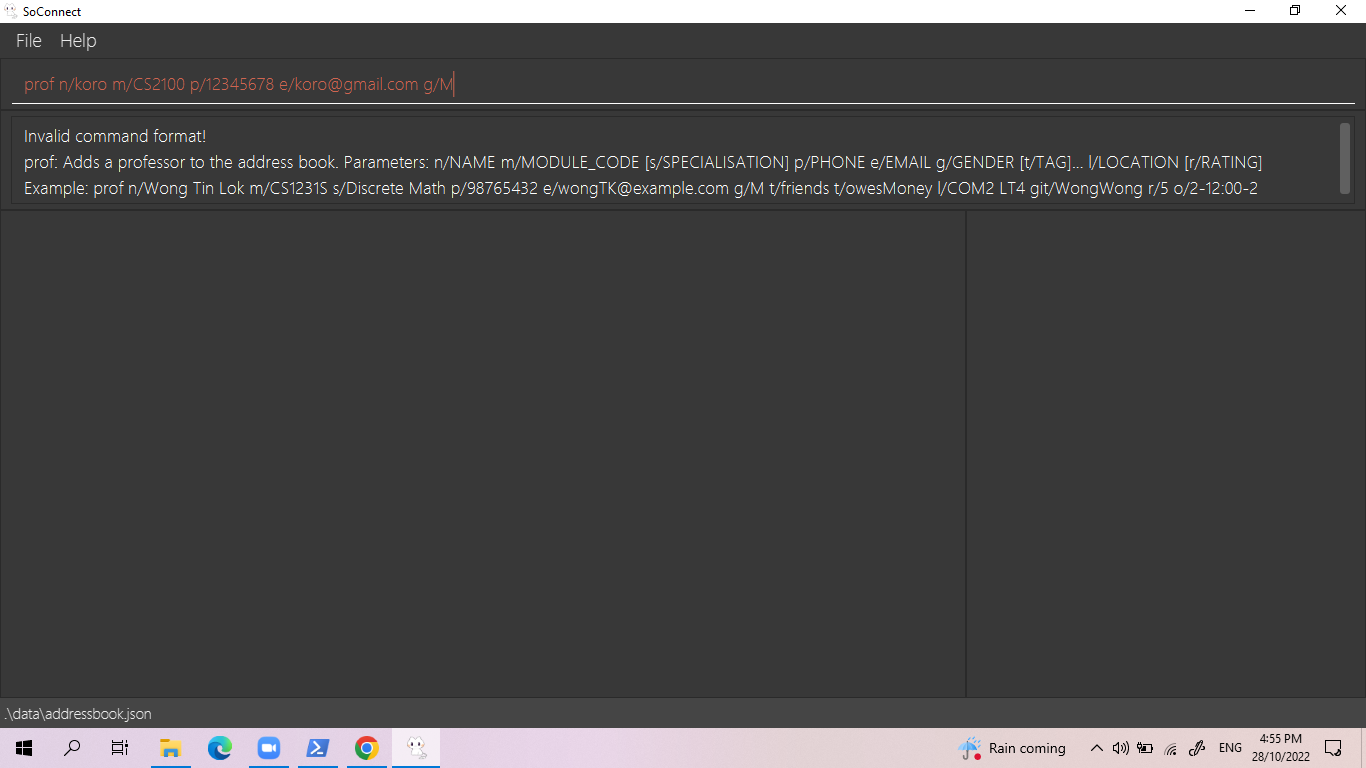 SoConnect
File Help
prof n/koro m/CS2100 p/12345678 e/koro@gmail.com g/M
Invalid command format!
prof: Adds a professor to the address book. Parameters: n/NAME m/MODULE_CODE [s/SPECIALISATION] p/PHONE e/EMAIL g/GENDER [t/TAG]... l/LOCATION [r/RATING]
Example: prof n/Wong Tin Lok m/CS1231S s/Discrete Math p/98765432 e/wongTK@example.com g/M t/friends t/owesMoney l/COM2 LT4 git/WongWong r/5 o/2-12:00-2
.\data\addressbook.json
Rain coming
ENG
4:55 PM
28/10/2022